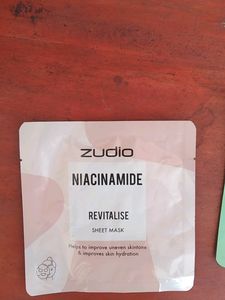 zudio
NIACINAMIDE
REVITALISE
SHEET MASK
Helps to improve uneven skintone
& improves skin hydration